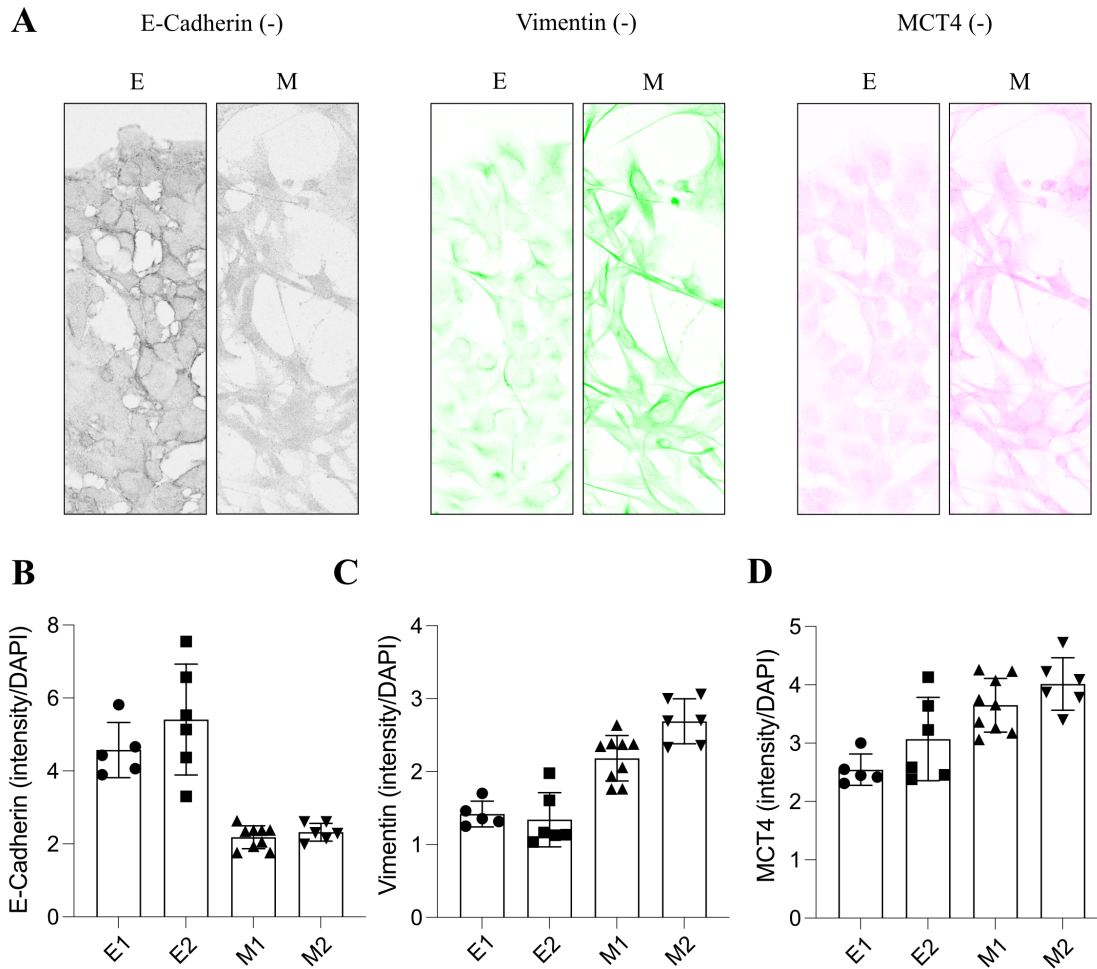 A
E-Cadherin (-)
Vimentin (-)
MCT4 (-)
E
M
E
M
E
M
B
C
D
E-Cadherin (intensity/DAPI)
8
6
4
2
0
E1
E2
M1
M2
Vimentin (intensity/DAPI)
4
3
2
1
0
E1
E2
M1
M2
MCT4 (intensity/DAPI)
5
4
3
2
1
0
E1
E2
M1
M2